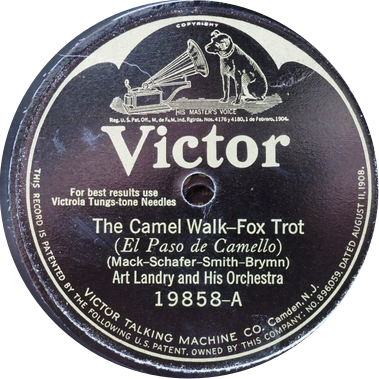 COPYRIGHT
HIS MASTER'S VOICE
Reg. U.S. Pat. Off., M. de F. M. Ind. Rgtrda. Nos. 4176 y 4180, 1 de Febrero, 1904.
Victor
For best results use
Victrola Tungs-tone Needles
The Camel Walk–Fox Trot
(El Paso de Camello)
(Mack–Schafer–Smith–Brymn)
Art Landry and His Orchestra
19858-A
VICTOR TALKING MACHINE CO. Camden. N.J.
THIS RECORD IS PATENTED BY THE FOLLOWING U.S. PATENT, OWNED BY THIS COMPANY: NO. 896,059, DATED AUGUST 11, 1908.